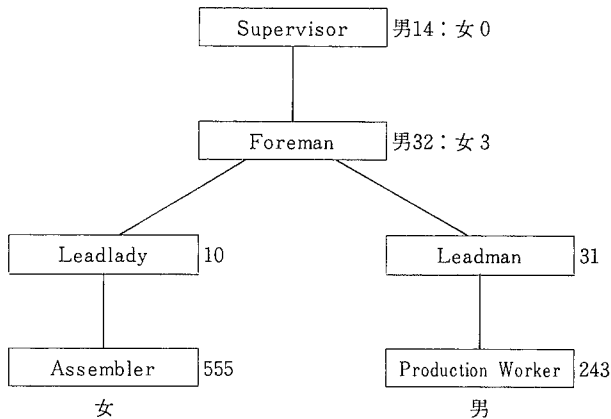 Supervisor 男14：女0
Foreman 男32：女3
Leadlady 10 Leadman 31
Assembler 555 Production Worker 243
女 男